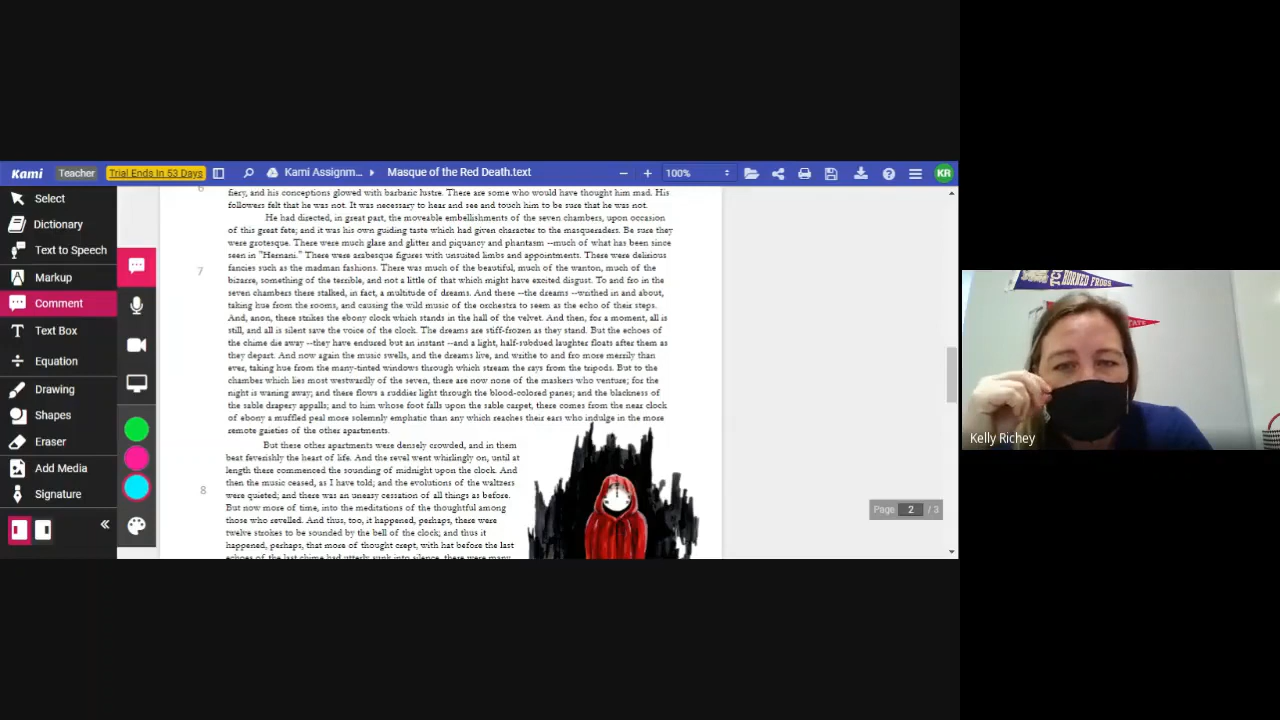 Kami Teacher Trial Ends In 53 Days Kami Assignm... Masque of the Red Death.text 100% KR
Select
Dictionary
Text to Speech
Markup
Comment
Text Box
Equation
Drawing
Shapes
Eraser
Add Media
Signature
6
fiery, and his conceptions glowed with barbaric lustre. There are some who would have thought him mad. His
followers felt that he was not. It was necessary to hear and see and touch him to be sure that he was not.
He had directed, in great part, the moveable embellishments of the seven chambers, upon occasion
of this great fete; and it was his own guiding taste which had given character to the masqueraders. Be sure they
were grotesque. There were much glare and glitter and piquancy and phantasm --much of what has been since
seen in "Hernani." There were arabesque figures with unsuited limbs and appointments. There were delirious
7
fancies such as the madman fashions. There was much of the beautiful, much of the wanton, much of the
bizarre, something of the terrible, and not a little of that which might have excited disgust. To and fro in the
seven chambers there stalked, in fact, a multitude of dreams. And these --the dreams --writhed in and about,
taking hue from the rooms, and causing the wild music of the orchestra to seem as the echo of their steps.
And, anon, there strikes the ebony clock which stands in the hall of the velvet. And then, for a moment, all is
still, and all is silent save the voice of the clock. The dreams are stiff-frozen as they stand. But the echoes of
the chime die away --they have endured but an instant --and a light, half-subdued laughter floats after them as
they depart. And now again the music swells, and the dreams live, and writhe to and fro more merrily than
ever, taking hue from the many-tinted windows through which stream the rays from the tripods. But to the
chamber which lies most westwardly of the seven, there are now none of the maskers who venture; for the
night is waning away; and there flows a ruddier light through the blood-colored panes; and the blackness of
the sable drapery appalls; and to him whose foot falls upon the sable carpet, there comes from the near clock
of ebony a muffled peal more solemnly emphatic than any which reaches their ears who indulge in the more
remote gaieties of the other apartments.
But these other apartments were densely crowded, and in them
beat feverishly the heart of life. And the revel went whirlingly on, until at
length there commenced the sounding of midnight upon the clock. And
then the music ceased, as I have told; and the evolutions of the waltzers
8
were quieted; and there was an uneasy cessation of all things as before.
But now more of time, into the meditations of the thoughtful among
those who revelled. And thus, too, it happened, perhaps, there were
twelve strokes to be sounded by the bell of the clock; and thus it
happened, perhaps, that more of thought crept, with hat before the last
echoes of the last chime had utterly sunk into silence, there were many
Page 2 / 3
HORNED FROGS
Kelly Richey